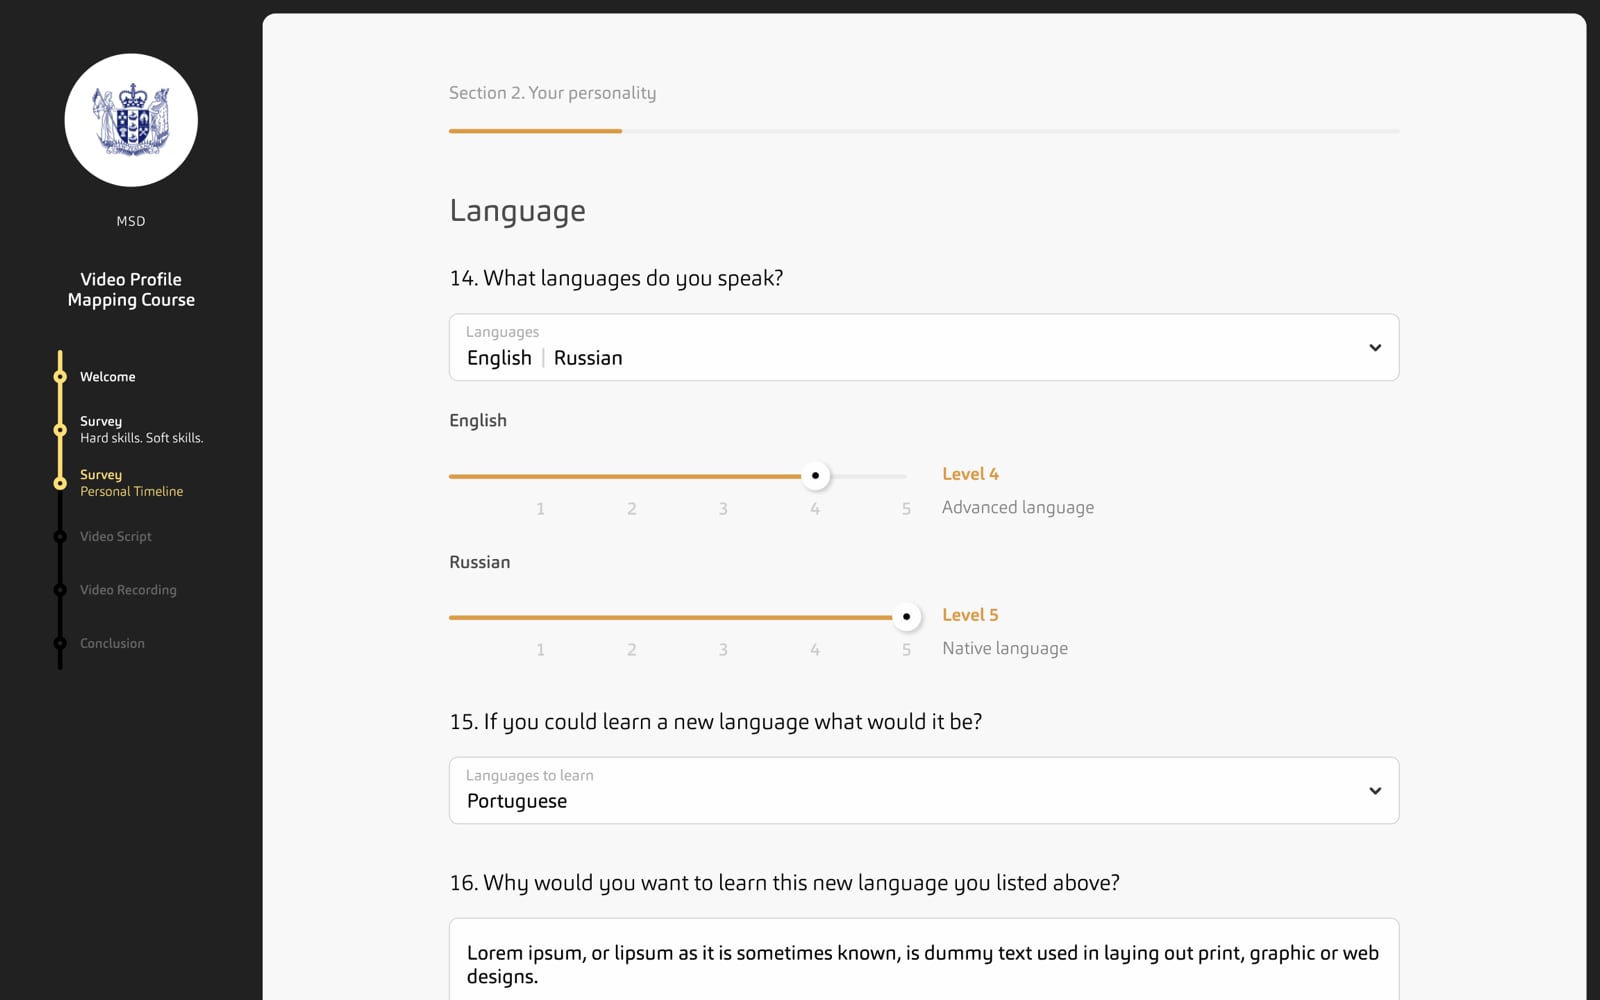 MSD
Video Profile
Mapping Course
Welcome
Survey
Hard skills. Soft skills.
Survey
Personal Timeline
Video Script
Video Recording
Conclusion
Section 2. Your personality
Language
14. What languages do you speak?
Languages
English | Russian
English
Level 4
1 2 3 4 5
Advanced language
Russian
Level 5
1 2 3 4 5
Native language
15. If you could learn a new language what would it be?
Languages to learn
Portuguese
16. Why would you want to learn this new language you listed above?
Lorem ipsum, or lipsum as it is sometimes known, is dummy text used in laying out print, graphic or web
designs.